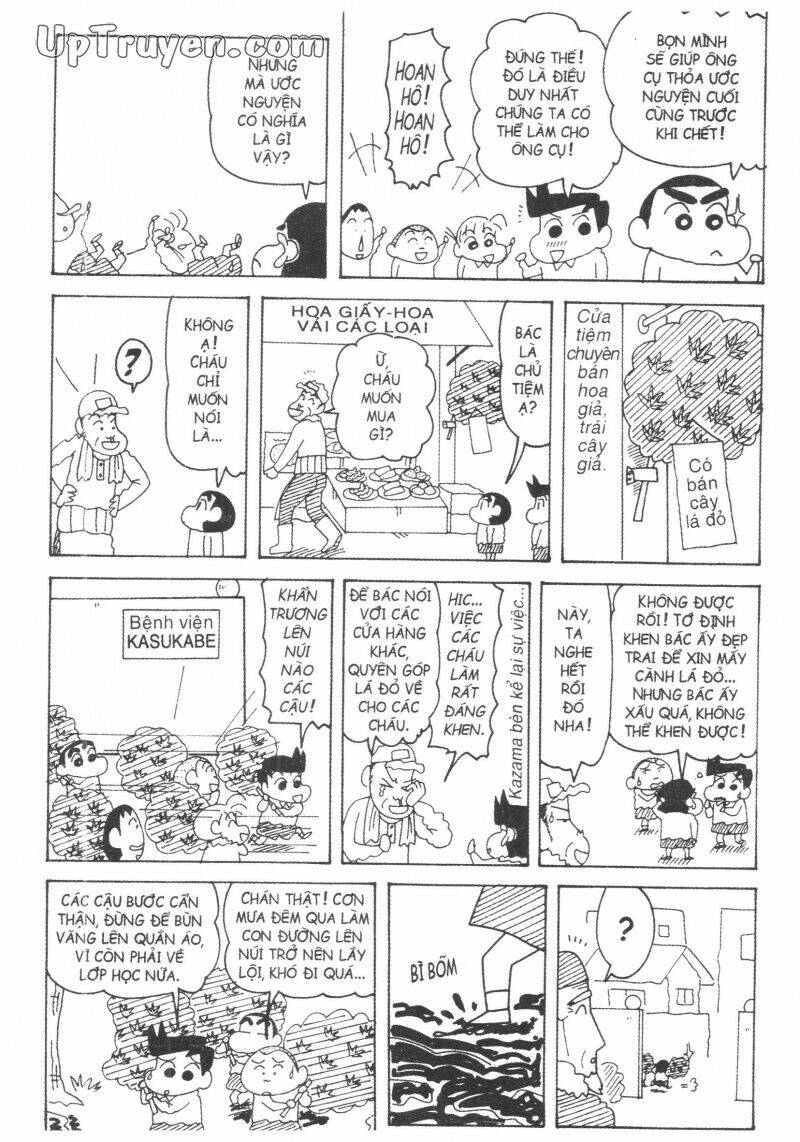 UpTruyen.com
BỌN MÌNH
SẼ GIÚP ÔNG
CỤ THỎA ƯỚC
NGUYỆN CUỐI
CÙNG TRƯỚC
KHI CHẾT!
ĐÚNG THẾ!
ĐÓ LÀ ĐIỀU
DUY NHẤT
CHÚNG TA CÓ
THỂ LÀM CHO
ÔNG CỤ!
HOAN
HÔ!
HOAN
HÔ!
NHƯNG
MÀ ƯỚC
NGUYỆN
CÓ NGHĨA
LÀ GÌ
VẬY?
Cửa
tiệm
chuyên
bán
hoa
giả,
trái
cây
giả.
Có
bán
cây
lá đỏ
BÁC
LÀ
CHỦ
TIỆM
Ạ?
HOA GIẤY-HOA
VẢI CÁC LOẠI
Ừ,
CHÁU
MUỐN
MUA
GÌ?
KHÔNG
Ạ!
CHÁU
CHỈ
MUỐN
NÓI
LÀ...
?
KHÔNG ĐƯỢC
RỒI! TỚ ĐỊNH
KHEN BÁC ẤY ĐẸP
TRAI ĐỂ XIN MẤY
CÀNH LÁ ĐỎ...
NHƯNG BÁC ẤY
XẤU QUÁ, KHÔNG
THỂ KHEN ĐƯỢC!
NÀY,
TA
NGHE
HẾT
RỒI
ĐÓ
NHA!
Kazama bèn kể lại sự việc...
HIC...
VIỆC
CÁC
CHÁU
LÀM
RẤT
ĐÁNG
KHEN.
ĐỂ BÁC NÓI
VỚI CÁC
CỬA HÀNG
KHÁC,
QUYÊN GÓP
LÁ ĐỎ VỀ
CHO CÁC
CHÁU.
KHẨN
TRƯƠNG
LÊN
NÚI
NÀO
CÁC
CẬU!
Bệnh viện
KASUKABE
?
BÌ BÕM
CHÁN THẬT! CƠN
MƯA ĐÊM QUA LÀM
CON ĐƯỜNG LÊN
NÚI TRỞ NÊN LẦY
LỘI, KHÓ ĐI QUÁ...
CÁC CẬU BƯỚC CẨN
THẬN, ĐỪNG ĐỂ BÙN
VĂNG LÊN QUẦN ÁO,
VÌ CÒN PHẢI VỀ
LỚP HỌC NỮA.